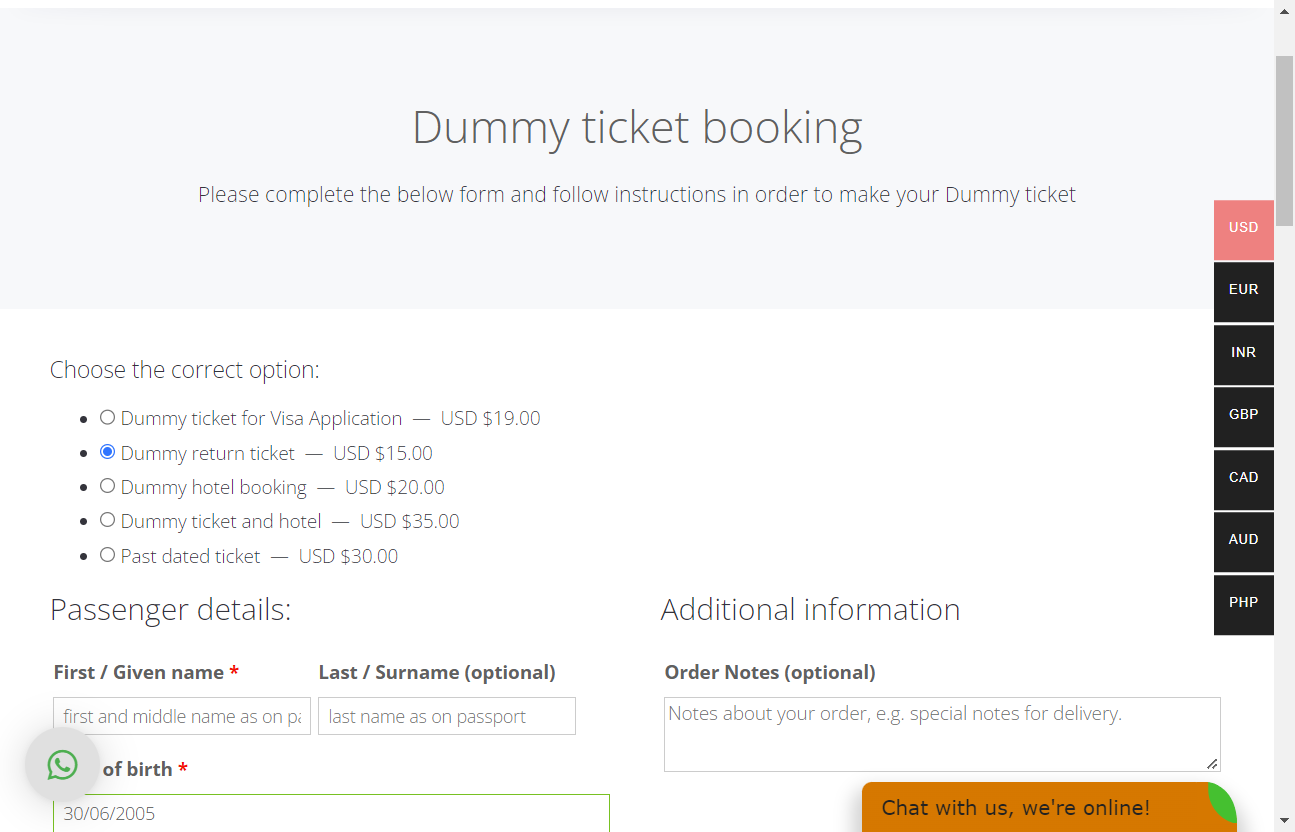 Dummy ticket booking
Please complete the below form and follow instructions in order to make your Dummy ticket
USD
EUR
INR
GBP
CAD
AUD
PHP
Choose the correct option:
Dummy ticket for Visa Application — USD $19.00
Dummy return ticket — USD $15.00
Dummy hotel booking — USD $20.00
Dummy ticket and hotel — USD $35.00
Past dated ticket — USD $30.00
Passenger details:
First / Given name *
Last / Surname (optional)
first and middle name as on pa
last name as on passport
of birth *
30/06/2005
Additional information
Order Notes (optional)
Notes about your order, e.g. special notes for delivery.
Chat with us, we're online!